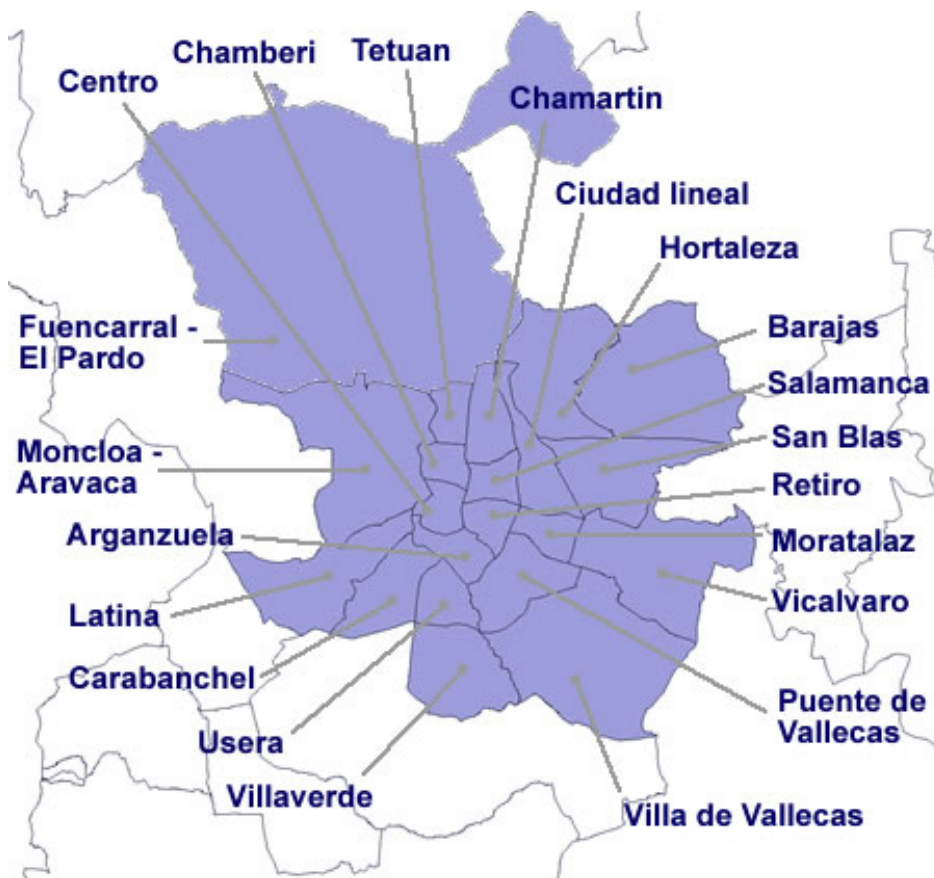 Chamberi
Tetuan
Centro
Chamartin
Ciudad lineal
Hortaleza
Fuencarral -
El Pardo
Barajas
Salamanca
San Blas
Moncloa -
Aravaca
Retiro
Arganzuela
Moratalaz
Latina
Vicalvaro
Carabanchel
Puente de
Vallecas
Usera
Villaverde
Villa de Vallecas